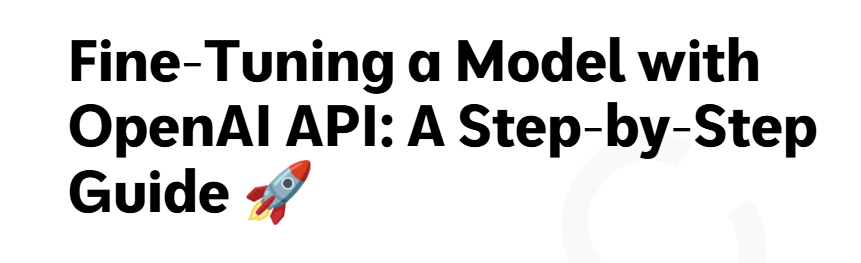 Fine-Tuning a Model with
OpenAI API: A Step-by-Step
Guide 🚀